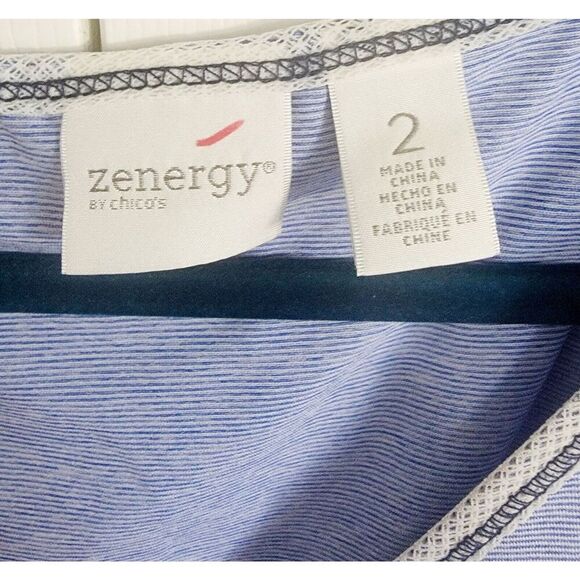 zenergy®
BY chico's
2
MADE IN
CHINA
HECHO EN
CHINA
FABRIQUÉ EN
CHINE